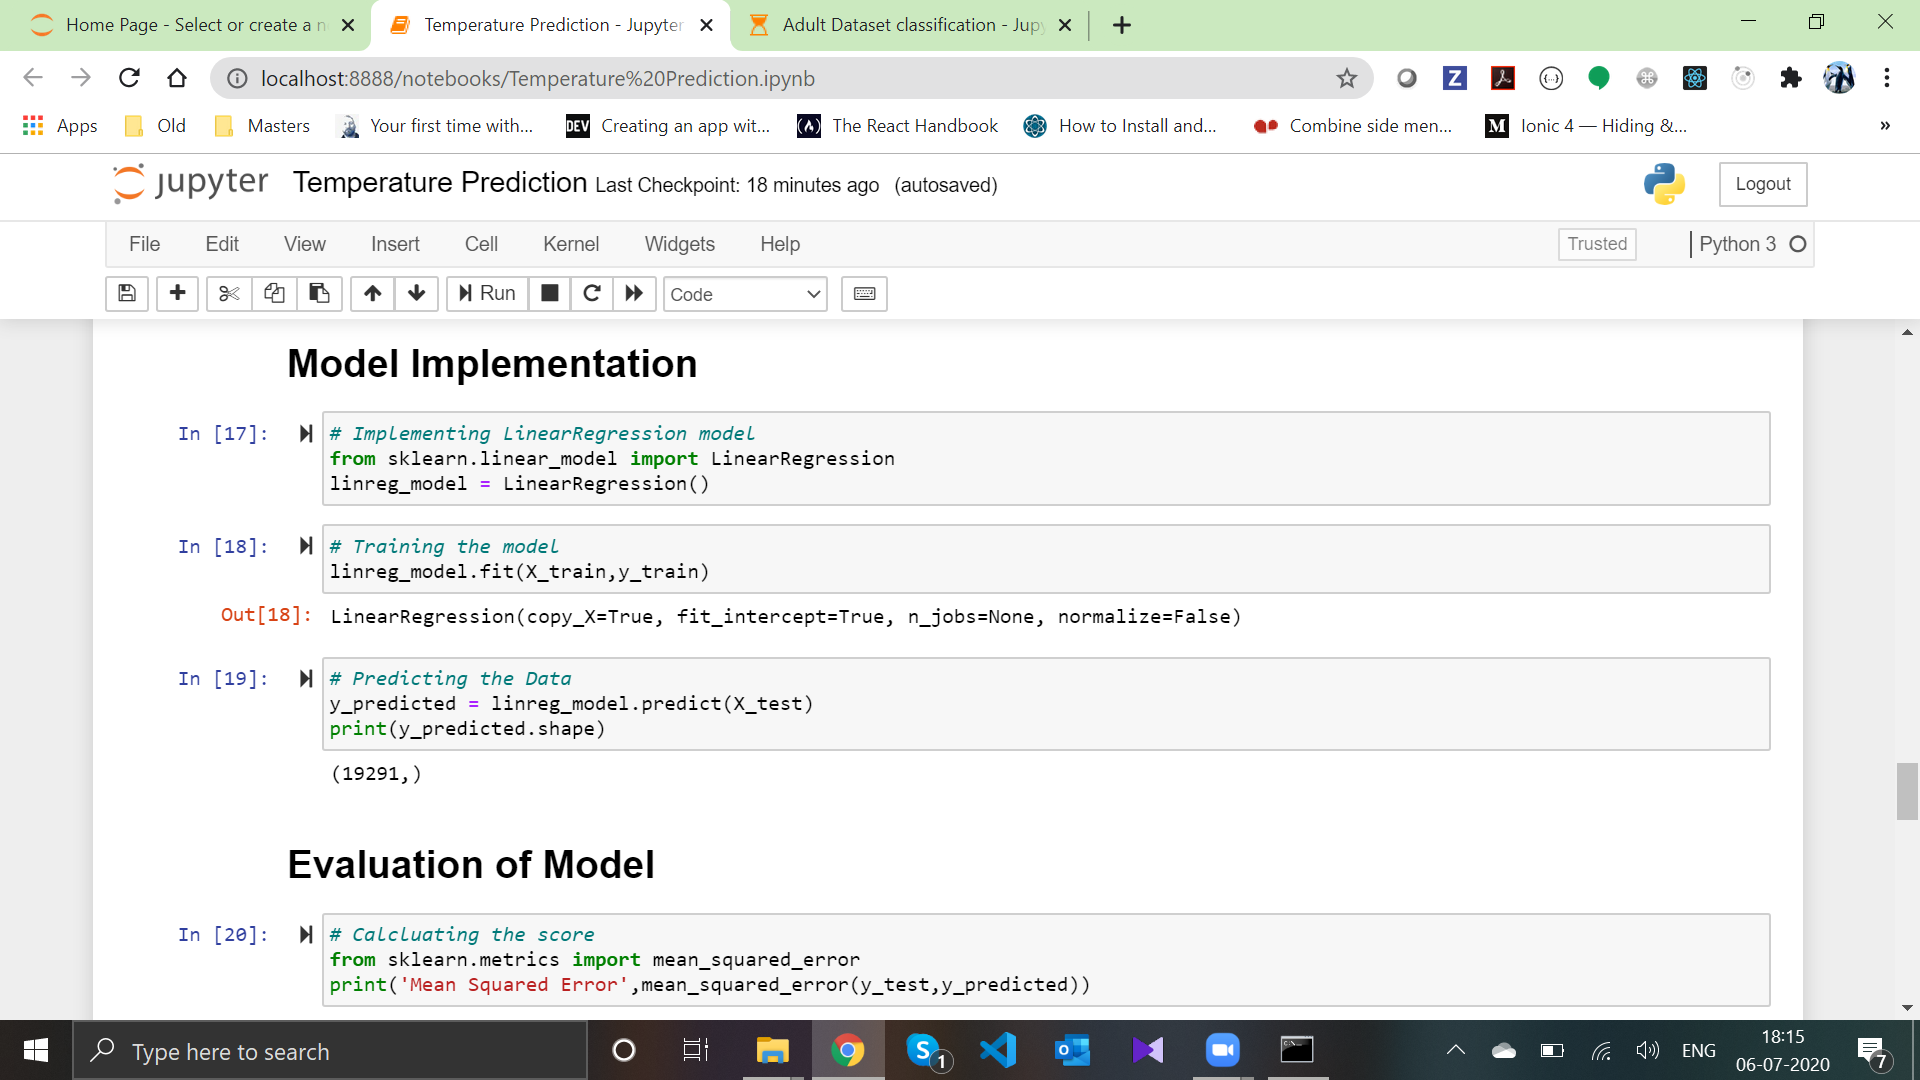 Home Page - Select or create a n
Temperature Prediction - Jupyter
Adult Dataset classification - Jupy
localhost:8888/notebooks/Temperature%20Prediction.ipynb
Apps
Old
Masters
Your first time with...
DEV
Creating an app wit...
The React Handbook
How to Install and...
Combine side men...
M
Ionic 4 — Hiding &...
»
jupyter
Temperature Prediction Last Checkpoint: 18 minutes ago (autosaved)
Logout
File Edit View Insert Cell Kernel Widgets Help
Trusted
Python 3
Run
Code
Model Implementation
In [17]:
# Implementing LinearRegression model
from sklearn.linear_model import LinearRegression
linreg_model = LinearRegression()
In [18]:
# Training the model
linreg_model.fit(X_train,y_train)
Out[18]: LinearRegression(copy_X=True, fit_intercept=True, n_jobs=None, normalize=False)
In [19]:
# Predicting the Data
y_predicted = linreg_model.predict(X_test)
print(y_predicted.shape)
(19291,)
Evaluation of Model
In [20]:
# Calcluating the score
from sklearn.metrics import mean_squared_error
print('Mean Squared Error',mean_squared_error(y_test,y_predicted))
Type here to search
1
ENG
18:15
06-07-2020
7